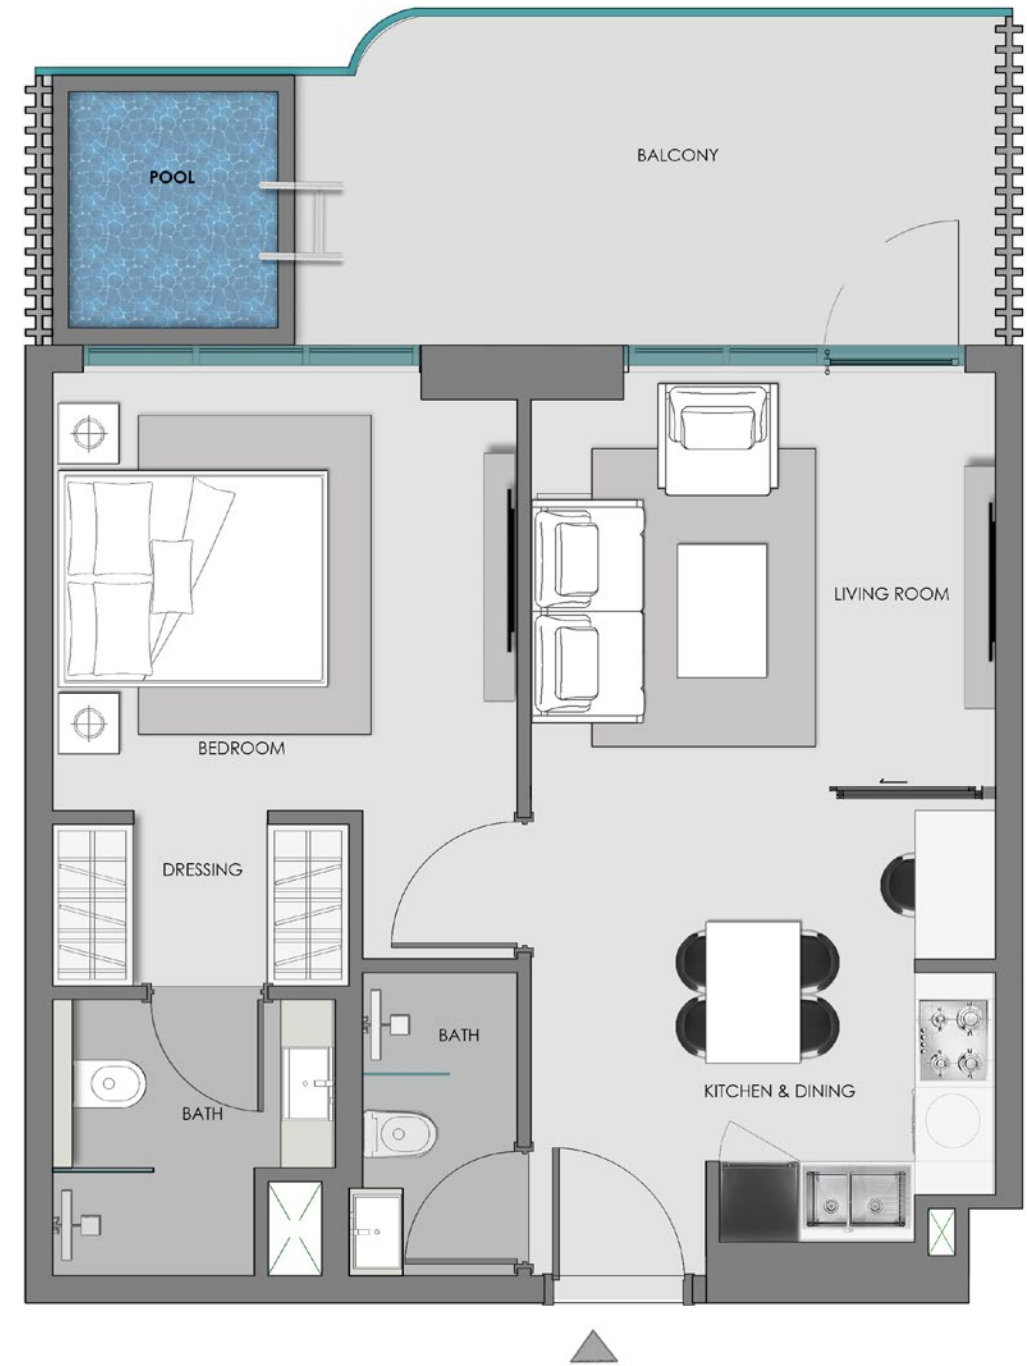 BALCONY
POOL
LIVING ROOM
BEDROOM
DRESSING
BATH
KITCHEN & DINING
BATH